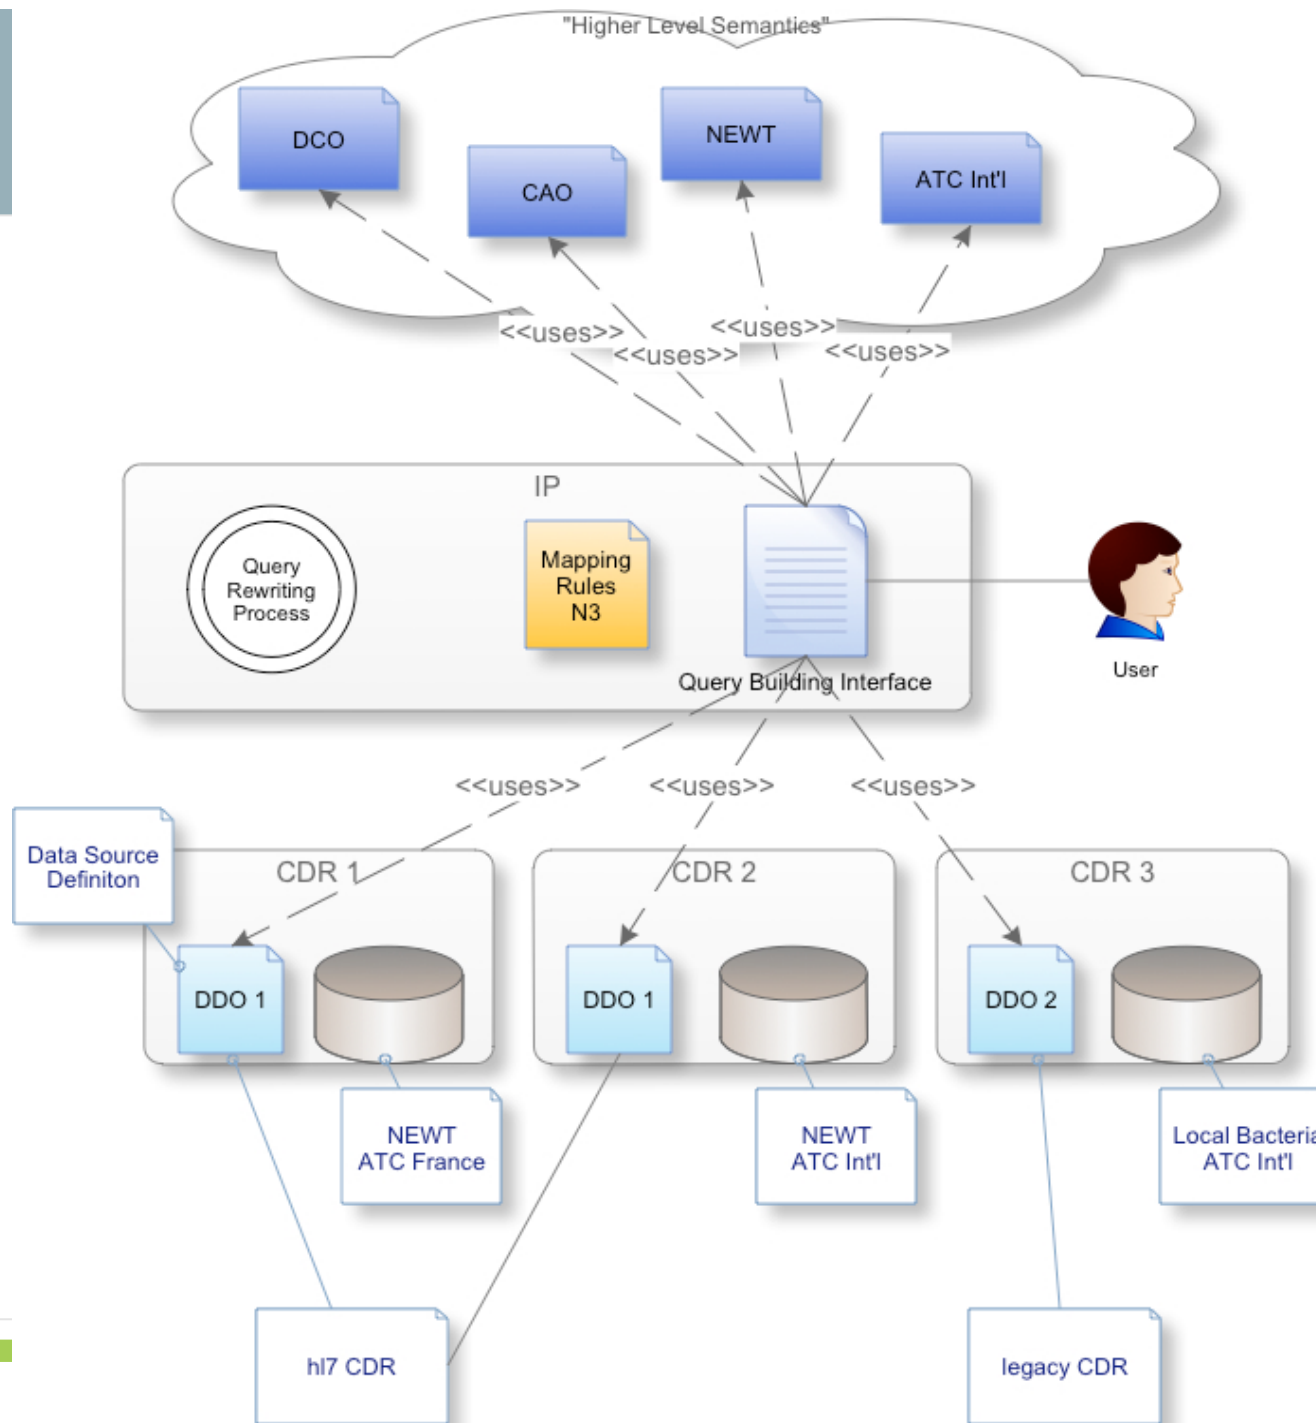 "Higher Level Semantics"
DCO
CAO
NEWT
ATC Int'l
<<uses>>
<<uses>>
<<uses>>
<<uses>>
IP
Query
Rewriting
Process
Mapping
Rules
N3
Query Building Interface
User
<<uses>>
<<uses>>
<<uses>>
Data Source
Definiton
CDR 1
CDR 2
CDR 3
DDO 1
DDO 1
DDO 2
NEWT
ATC France
NEWT
ATC Int'l
Local Bacteria
ATC Int'l
hl7 CDR
legacy CDR